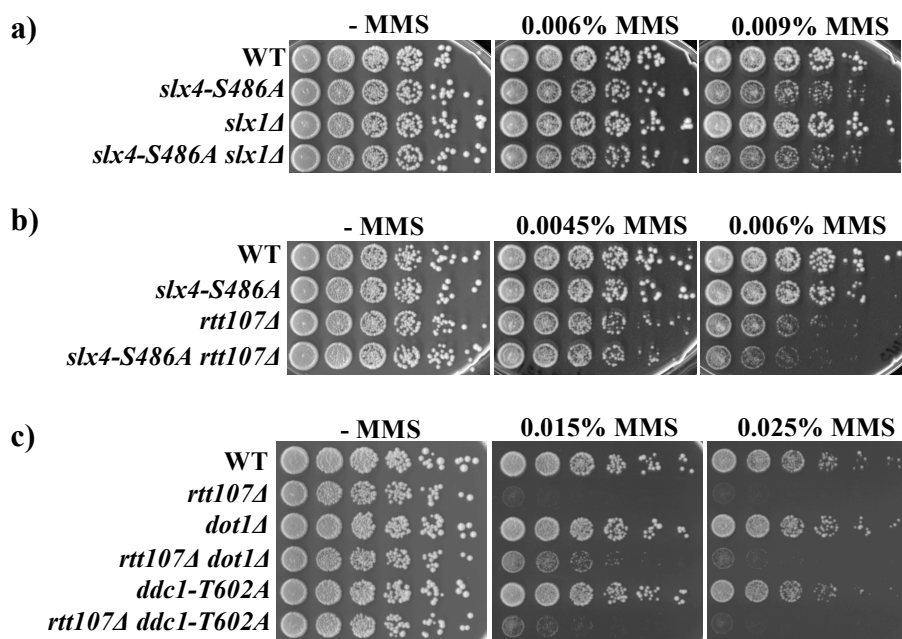 a)
- MMS 0.006% MMS 0.009% MMS
WT
slx4-S486A
slx1Δ
slx4-S486A slx1Δ
b)
- MMS 0.0045% MMS 0.006% MMS
WT
slx4-S486A
rtt107Δ
slx4-S486A rtt107Δ
c)
- MMS 0.015% MMS 0.025% MMS
WT
rtt107Δ
dot1Δ
rtt107Δ dot1Δ
ddc1-T602A
rtt107Δ ddc1-T602A